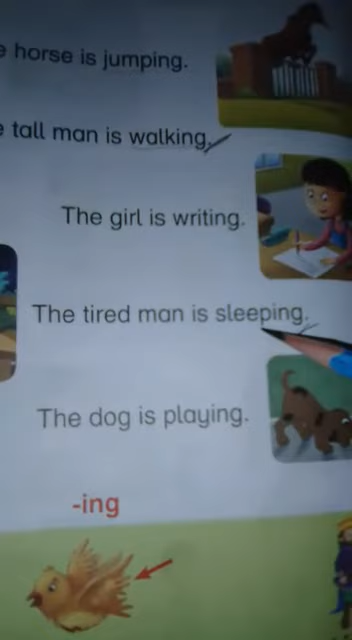 e horse is jumping.
e tall man is walking.
The girl is writing.
The tired man is sleeping.
The dog is playing.
-ing